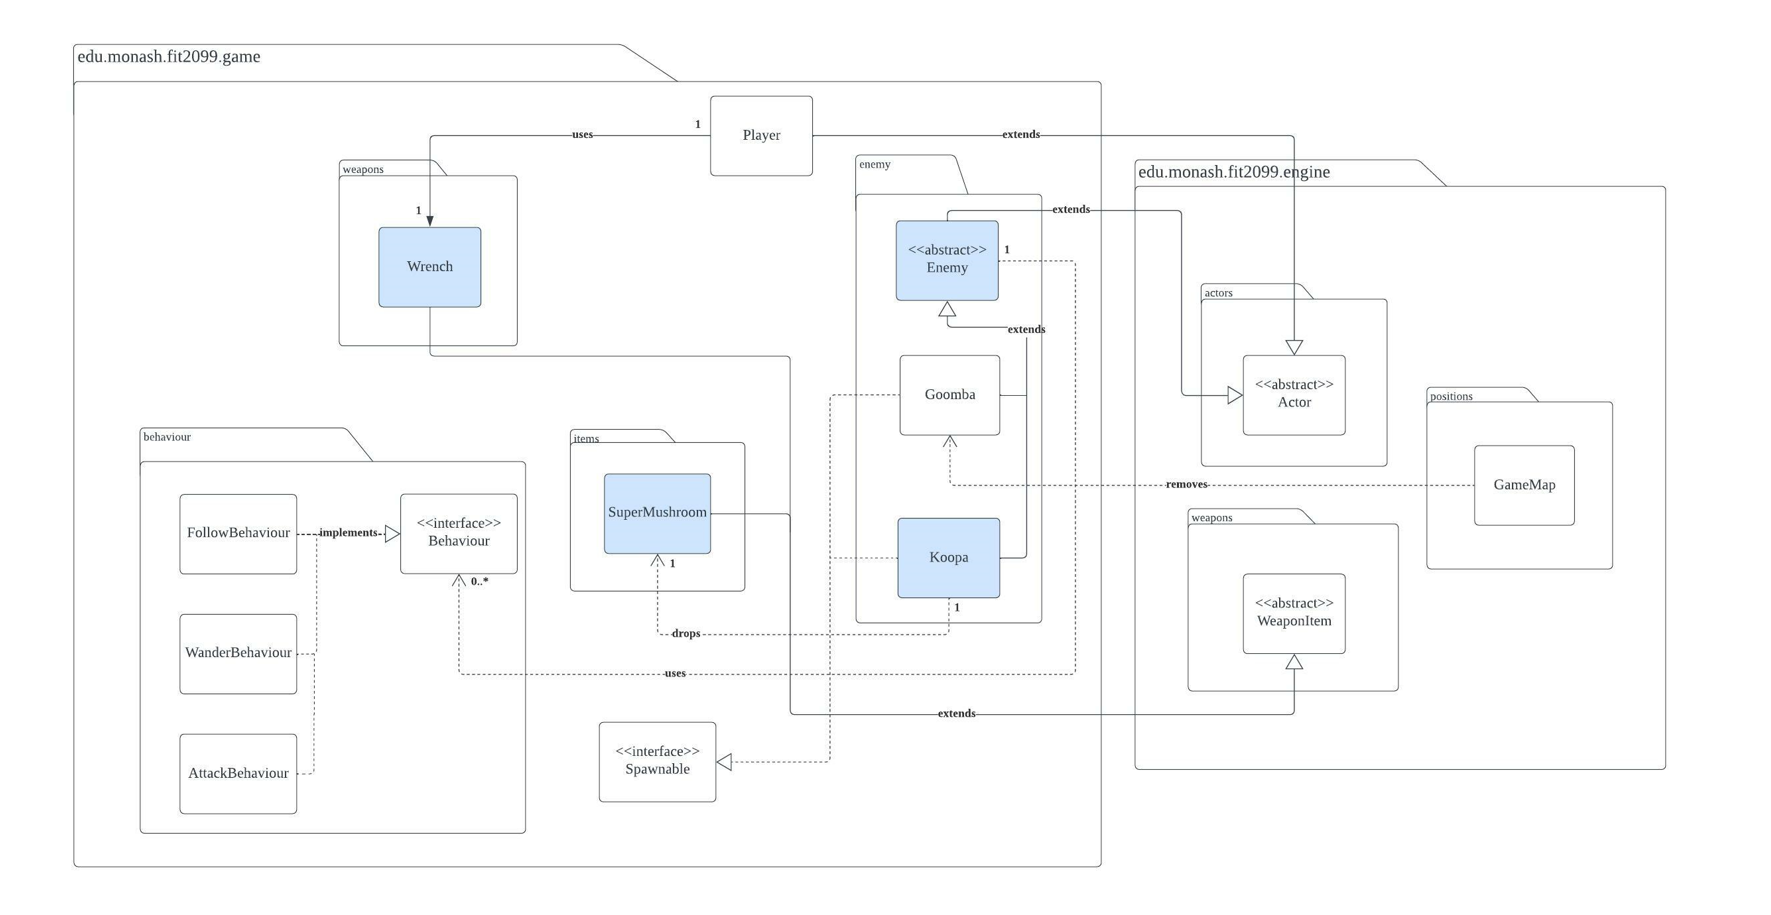 edu.monash.fit2099.game
Player
1
uses
extends
weapons
enemy
edu.monash.fit2099.engine
1
extends
Wrench
<<abstract>>
Enemy
1
actors
extends
Goomba
<<abstract>>
Actor
positions
behaviour
items
removes
GameMap
SuperMushroom
weapons
FollowBehaviour
implements
<<interface>>
Behaviour
Koopa
0..*
1
1
<<abstract>>
WeaponItem
drops
WanderBehaviour
uses
extends
<<interface>>
Spawnable
AttackBehaviour